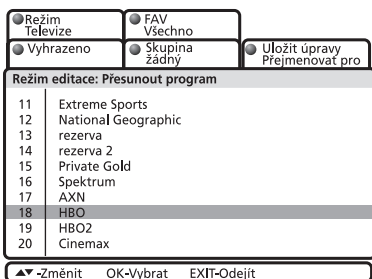 Režim
Televize
FAV
Všechno
Vyhrazeno
Skupina
žádný
Uložit úpravy
Přejmenovat pro
Režim editace: Přesunout program
11 Extreme Sports
12 National Geographic
13 rezerva
14 rezerva 2
15 Private Gold
16 Spektrum
17 AXN
18 HBO
19 HBO2
20 Cinemax
▲▼-Změnit OK-Vybrat EXIT-Odejít